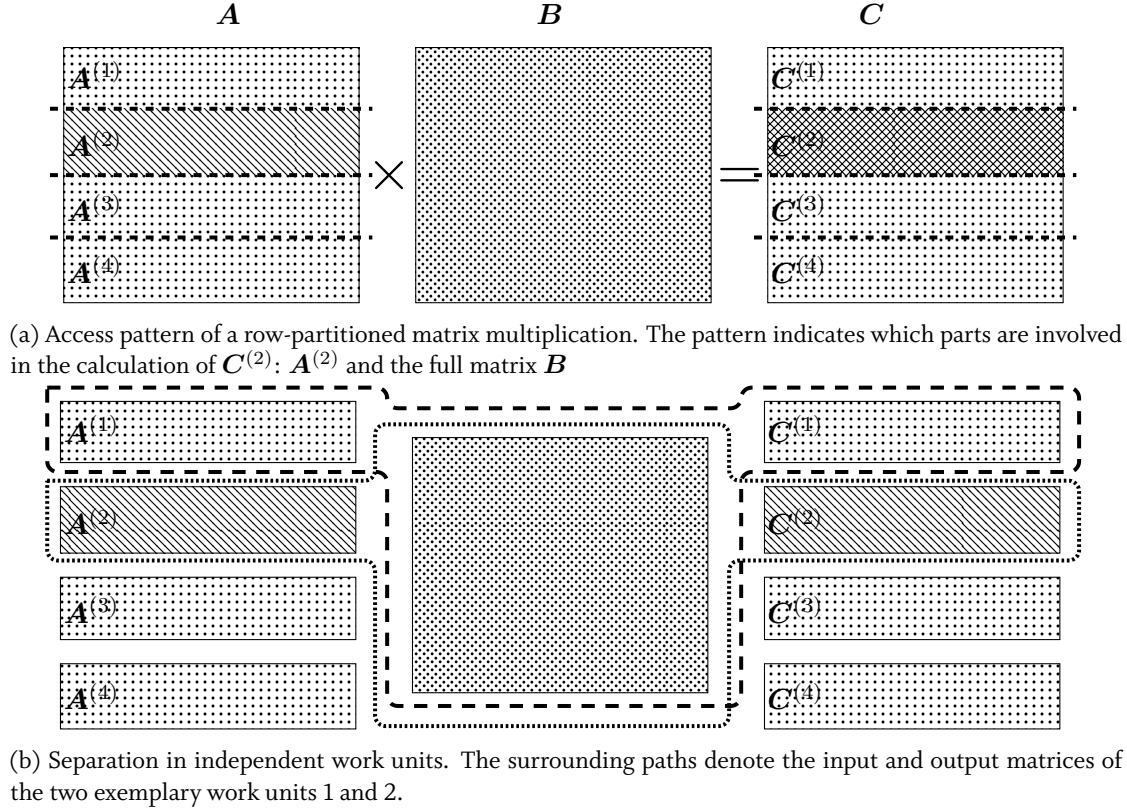 A B C
A^{(1)} C^{(1)}
A^{(2)} × C^{(2)}
=
A^{(3)} C^{(3)}
A^{(4)} C^{(4)}
(a) Access pattern of a row-partitioned matrix multiplication. The pattern indicates which parts are involved
in the calculation of C^{(2)}: A^{(2)} and the full matrix B
A^{(1)} C^{(1)}
A^{(2)} C^{(2)}
A^{(3)} C^{(3)}
A^{(4)} C^{(4)}
(b) Separation in independent work units. The surrounding paths denote the input and output matrices of
the two exemplary work units 1 and 2.